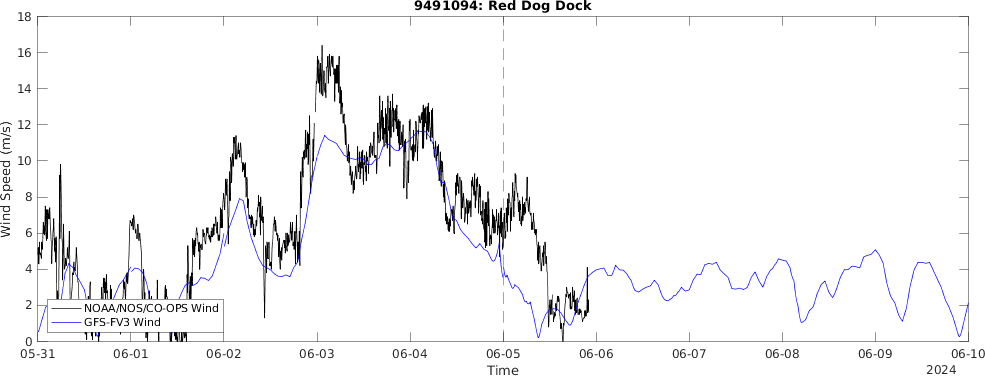 9491094: Red Dog Dock
18
16
14
12
10
8
6
4
2
0
Wind Speed (m/s)
NOAA/NOS/CO-OPS Wind
GFS-FV3 Wind
05-31 06-01 06-02 06-03 06-04 06-05 06-06 06-07 06-08 06-09 06-10
Time
2024